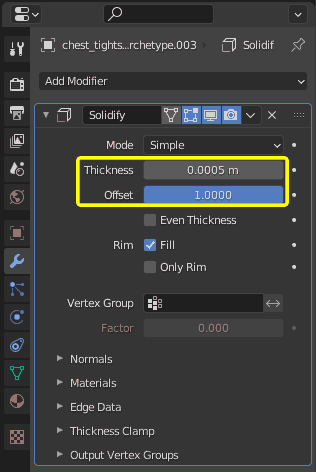 chest_tights...rchetype.003 Solidif
Add Modifier
Solidify
Mode Simple
Thickness 0.0005 m
Offset 1.0000
Even Thickness
Rim Fill
Only Rim
Vertex Group
Factor 0.000
Normals
Materials
Edge Data
Thickness Clamp
Output Vertex Groups